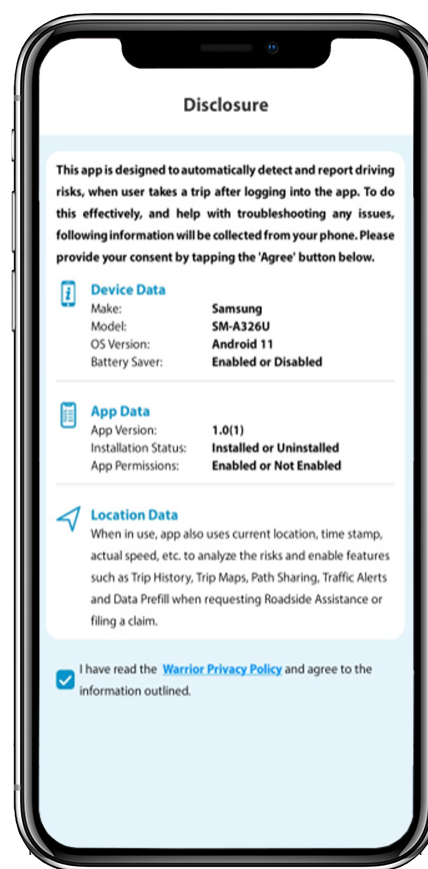 Disclosure
This app is designed to automatically detect and report driving
risks, when user takes a trip after logging into the app. To do
this effectively, and help with troubleshooting any issues,
following information will be collected from your phone. Please
provide your consent by tapping the 'Agree' button below.
Device Data
Make: Samsung
Model: SM-A326U
OS Version: Android 11
Battery Saver: Enabled or Disabled
App Data
App Version: 1.0(1)
Installation Status: Installed or Uninstalled
App Permissions: Enabled or Not Enabled
Location Data
When in use, app also uses current location, time stamp,
actual speed, etc. to analyze the risks and enable features
such as Trip History, Trip Maps, Path Sharing, Traffic Alerts
and Data Prefill when requesting Roadside Assistance or
filing a claim.
I have read the Warrior Privacy Policy and agree to the
information outlined.